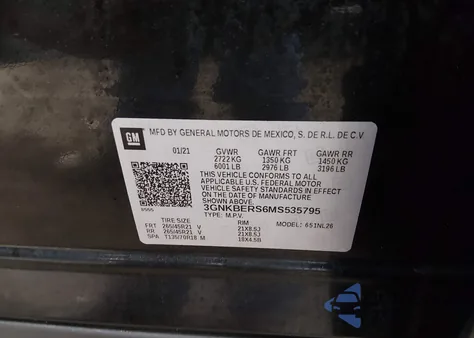 GM MFD BY GENERAL MOTORS DE MEXICO, S. DE R.L. DE C.V
01/21 GVWR GAWR FRT GAWR RR
2722 KG 1350 KG 1450 KG
6001 LB 2976 LB 3196 LB
THIS VEHICLE CONFORMS TO ALL
APPLICABLE U.S. FEDERAL MOTOR
VEHICLE SAFETY STANDARDS IN EFFECT
ON THE DATE OF MANUFACTURE SHOWN ABOVE.
3GNKBERS6MS535795
TYPE: M.P.V. MODEL: 6S1NL26
TIRE SIZE RIM
FRT 265/45R21 V 21X8.5J
RR 265/45R21 V 21X8.5J
SPA T135/70R18 M 18X4.5B